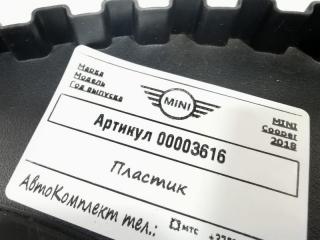 Марка
Модель
Год выпуска
MINI
MINI
Cooper
2018
Артикул 00003616
Пластик
АвтоКомплект тел.:
МТС